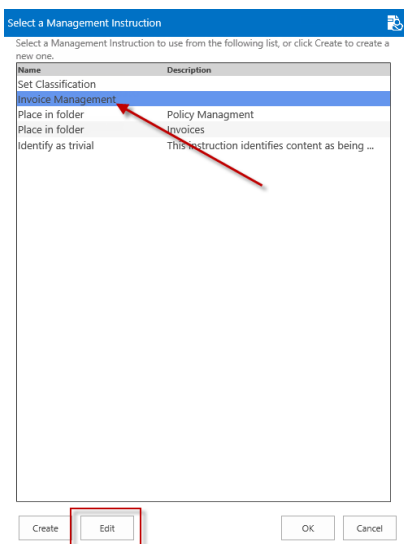 Select a Management Instruction
Select a Management Instruction to use from the following list, or click Create to create a
new one.
Name Description
Set Classification
Invoice Management
Place in folder Policy Managment
Place in folder Invoices
Identify as trivial This instruction identifies content as being ...
Create Edit OK Cancel